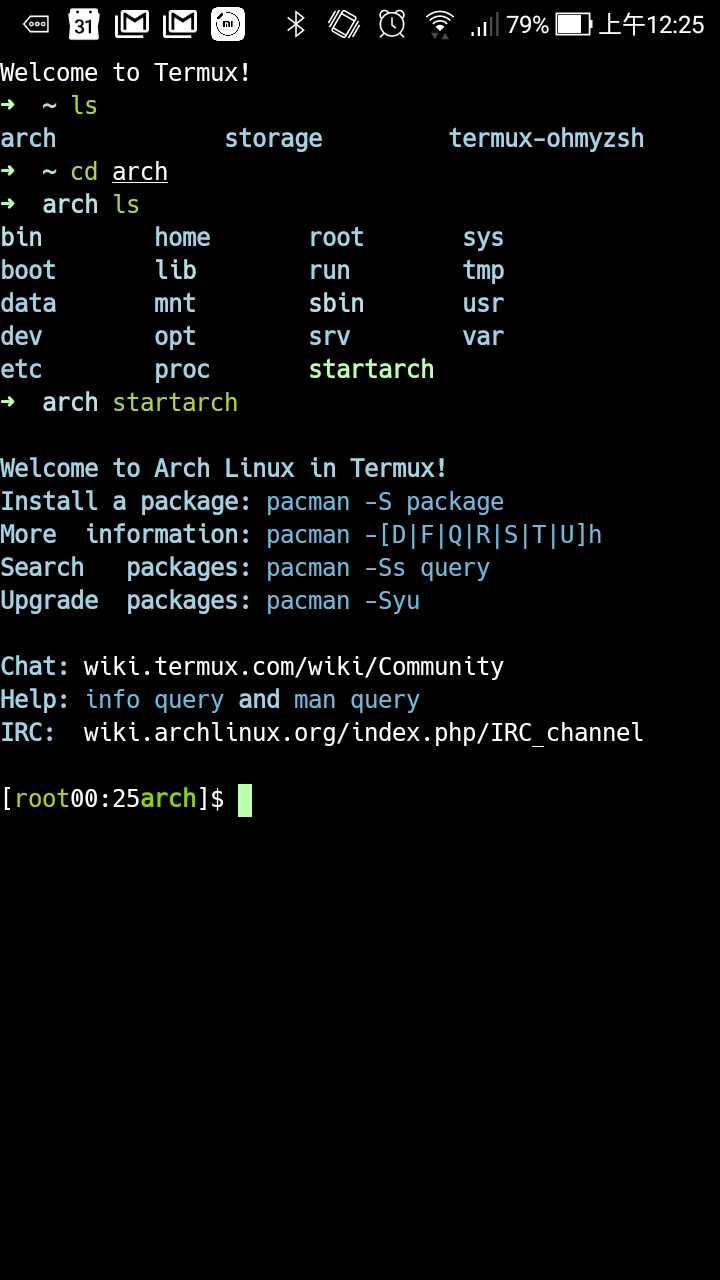 31 mi 79% 上午12:25
Welcome to Termux!
➜  ~ ls
arch            storage         termux-ohmyzsh
➜  ~ cd arch
➜  arch ls
bin        home       root       sys
boot       lib        run        tmp
data       mnt        sbin       usr
dev        opt        srv        var
etc        proc       startarch
➜  arch startarch
Welcome to Arch Linux in Termux!
Install a package: pacman -S package
More  information: pacman -[D|F|Q|R|S|T|U]h
Search   packages: pacman -Ss query
Upgrade  packages: pacman -Syu
Chat: wiki.termux.com/wiki/Community
Help: info query and man query
IRC:  wiki.archlinux.org/index.php/IRC_channel
[root00:25arch]$